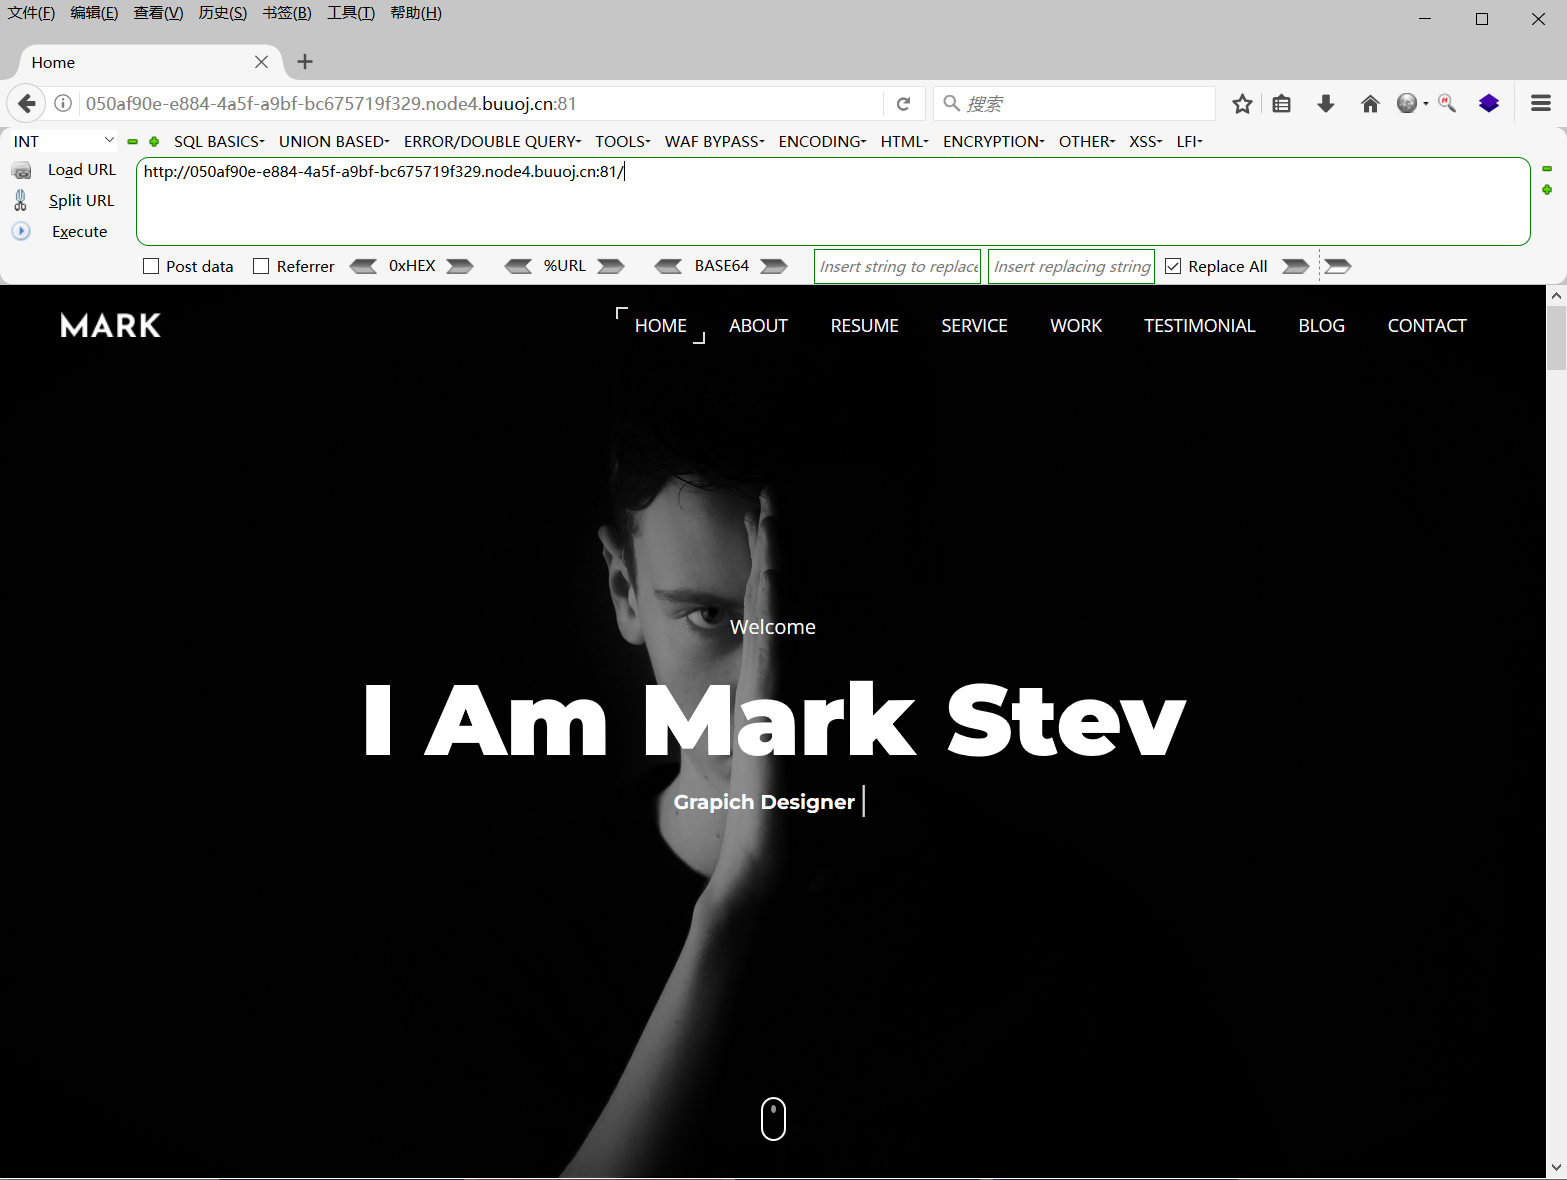 文件(F) 编辑(E) 查看(V) 历史(S) 书签(B) 工具(T) 帮助(H)
Home
050af90e-e884-4a5f-a9bf-bc675719f329.node4.buuoj.cn:81
搜索
INT SQL BASICS UNION BASED ERROR/DOUBLE QUERY TOOLS WAF BYPASS ENCODING HTML ENCRYPTION OTHER XSS LFI
Load URL
http://050af90e-e884-4a5f-a9bf-bc675719f329.node4.buuoj.cn:81/
Split URL
Execute
Post data Referrer 0xHEX %URL BASE64 Insert string to replace Insert replacing string Replace All
MARK HOME ABOUT RESUME SERVICE WORK TESTIMONIAL BLOG CONTACT
Welcome
I Am Mark Stev
Grapich Designer